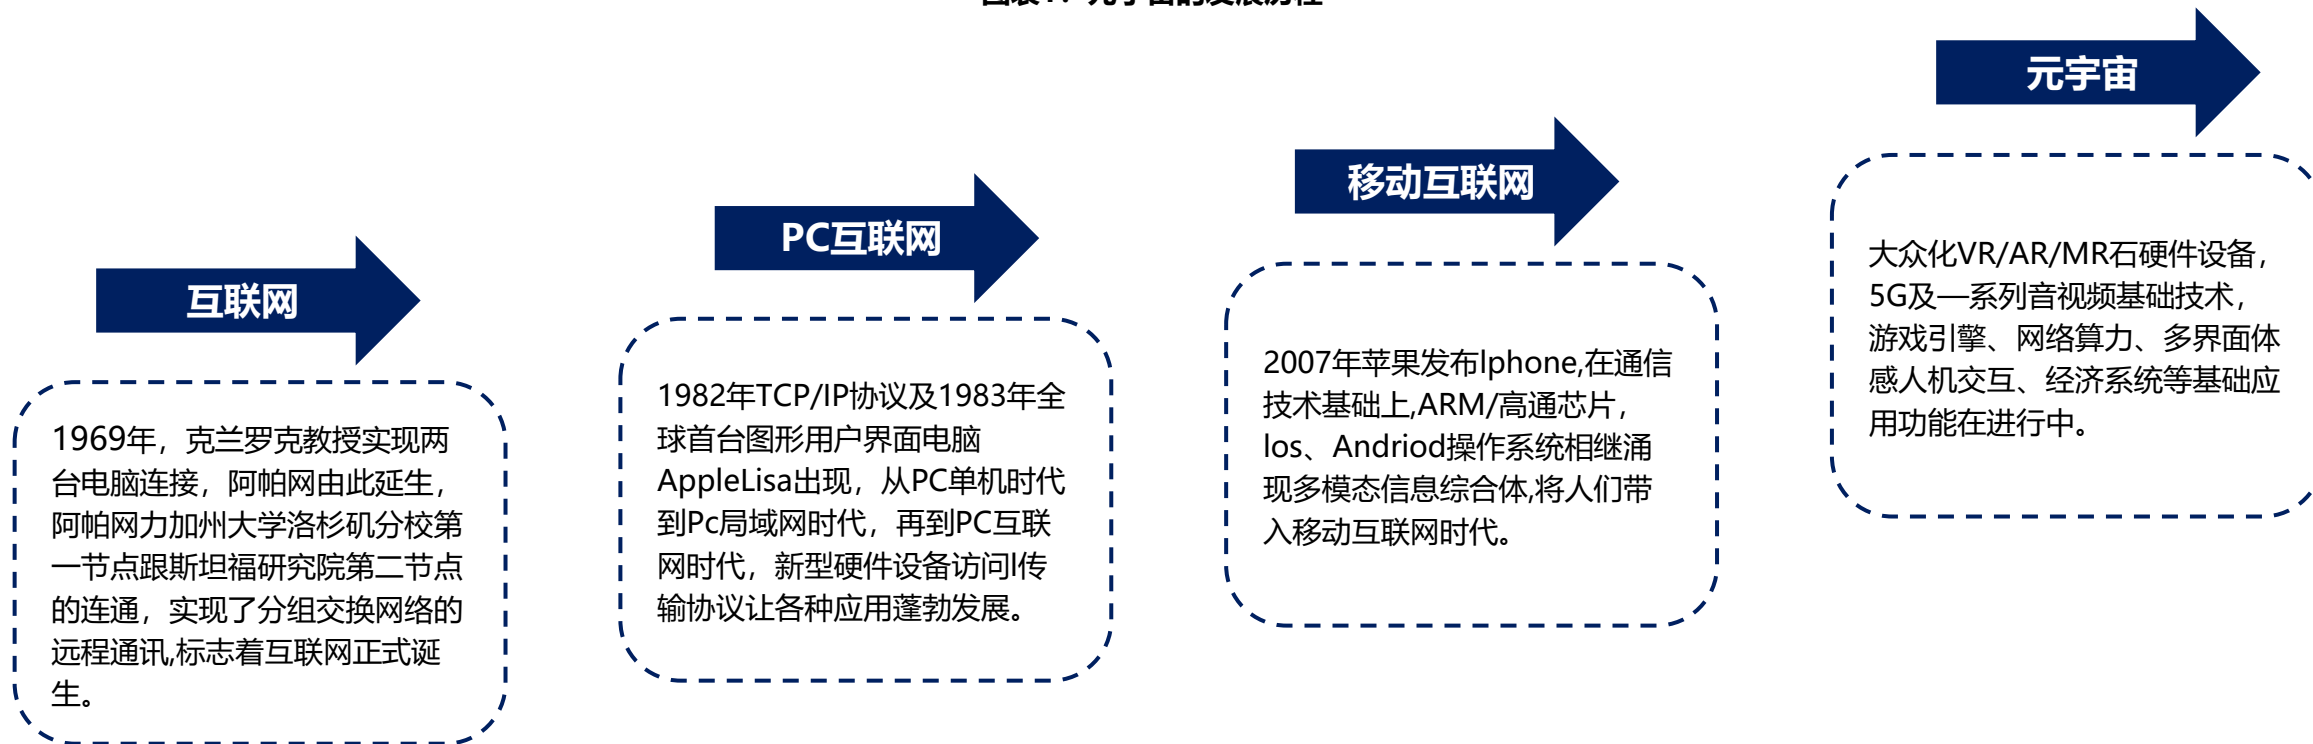 互联网
1969年，克兰罗克教授实现两
台电脑连接，阿帕网由此延生，
阿帕网力加州大学洛杉矶分校第
一节点跟斯坦福研究院第二节点
的连通，实现了分组交换网络的
远程通讯,标志着互联网正式诞
生。
PC互联网
1982年TCP/IP协议及1983年全
球首台图形用户界面电脑
AppleLisa出现，从PC单机时代
到Pc局域网时代，再到PC互联
网时代，新型硬件设备访问l传
输协议让各种应用蓬勃发展。
移动互联网
2007年苹果发布lphone,在通信
技术基础上,ARM/高通芯片，
los、Andriod操作系统相继涌
现多模态信息综合体,将人们带
入移动互联网时代。
元宇宙
大众化VR/AR/MR石硬件设备，
5G及—系列音视频基础技术，
游戏引擎、网络算力、多界面体
感人机交互、经济系统等基础应
用功能在进行中。